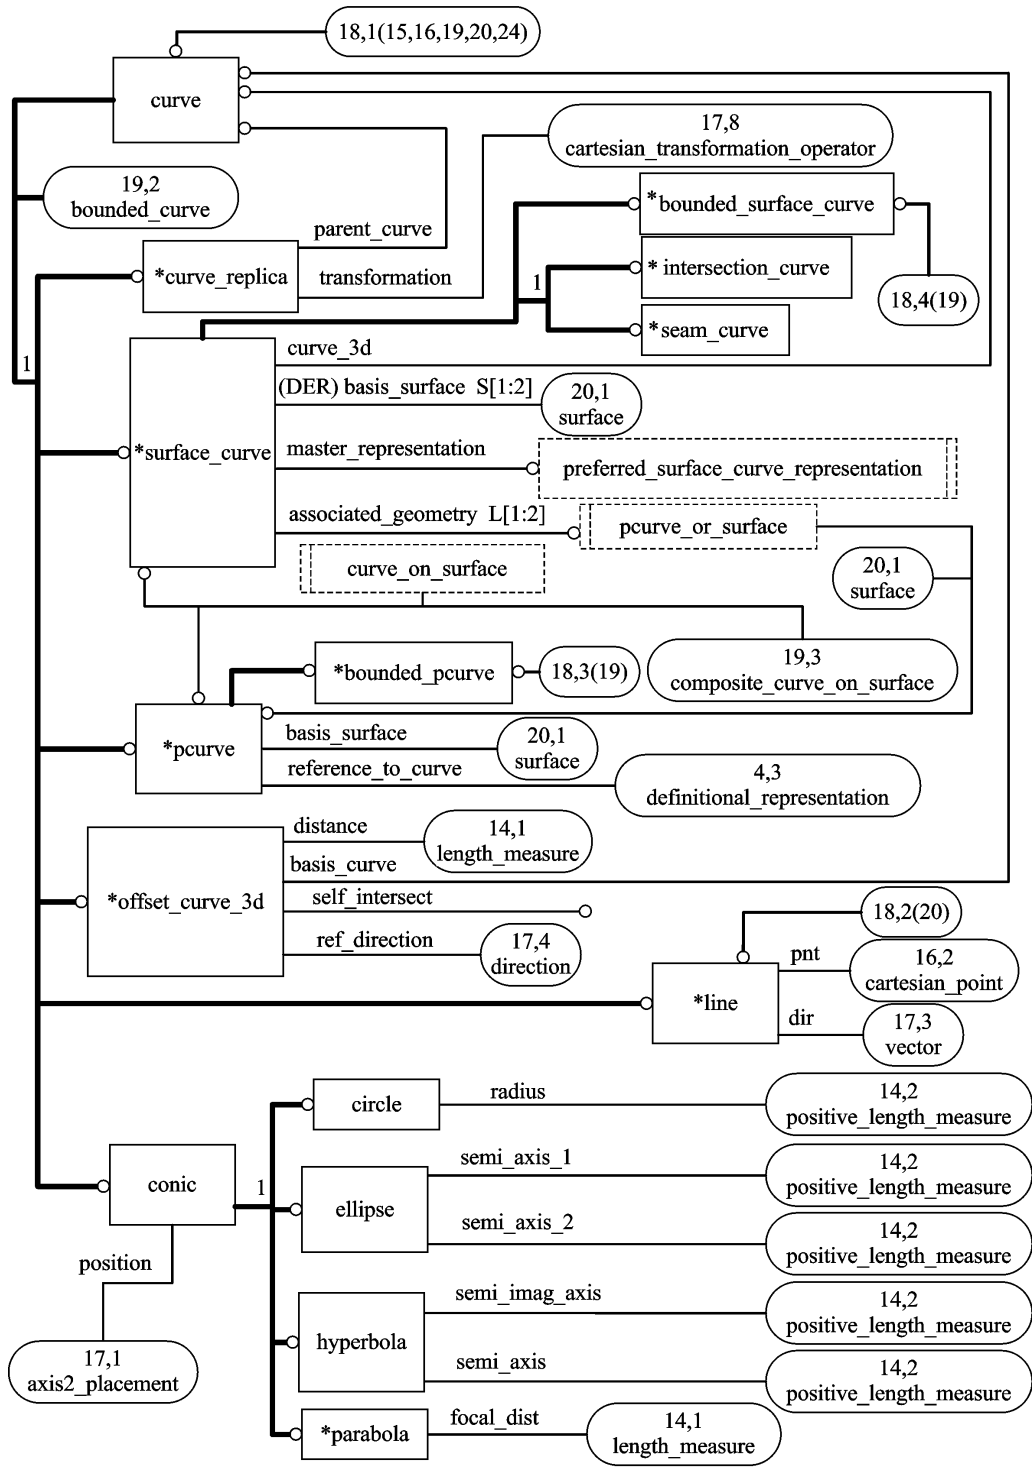 18,1(15,16,19,20,24)
curve
17,8
cartesian_transformation_operator
19,2
bounded_curve
*bounded_surface_curve
parent_curve
*curve_replica
transformation
1
* intersection_curve
18,4(19)
*seam_curve
1
curve_3d
(DER) basis_surface S[1:2]
20,1
surface
*surface_curve
master_representation
preferred_surface_curve_representation
associated_geometry L[1:2]
pcurve_or_surface
curve_on_surface
20,1
surface
*bounded_pcurve
18,3(19)
19,3
composite_curve_on_surface
*pcurve
basis_surface
20,1
surface
reference_to_curve
4,3
definitional_representation
distance
14,1
length_measure
basis_curve
*offset_curve_3d
self_intersect
ref_direction
17,4
direction
18,2(20)
*line
pnt
16,2
cartesian_point
dir
17,3
vector
circle
radius
14,2
positive_length_measure
conic
1
ellipse
semi_axis_1
14,2
positive_length_measure
semi_axis_2
14,2
positive_length_measure
position
17,1
axis2_placement
hyperbola
semi_imag_axis
14,2
positive_length_measure
semi_axis
14,2
positive_length_measure
*parabola
focal_dist
14,1
length_measure